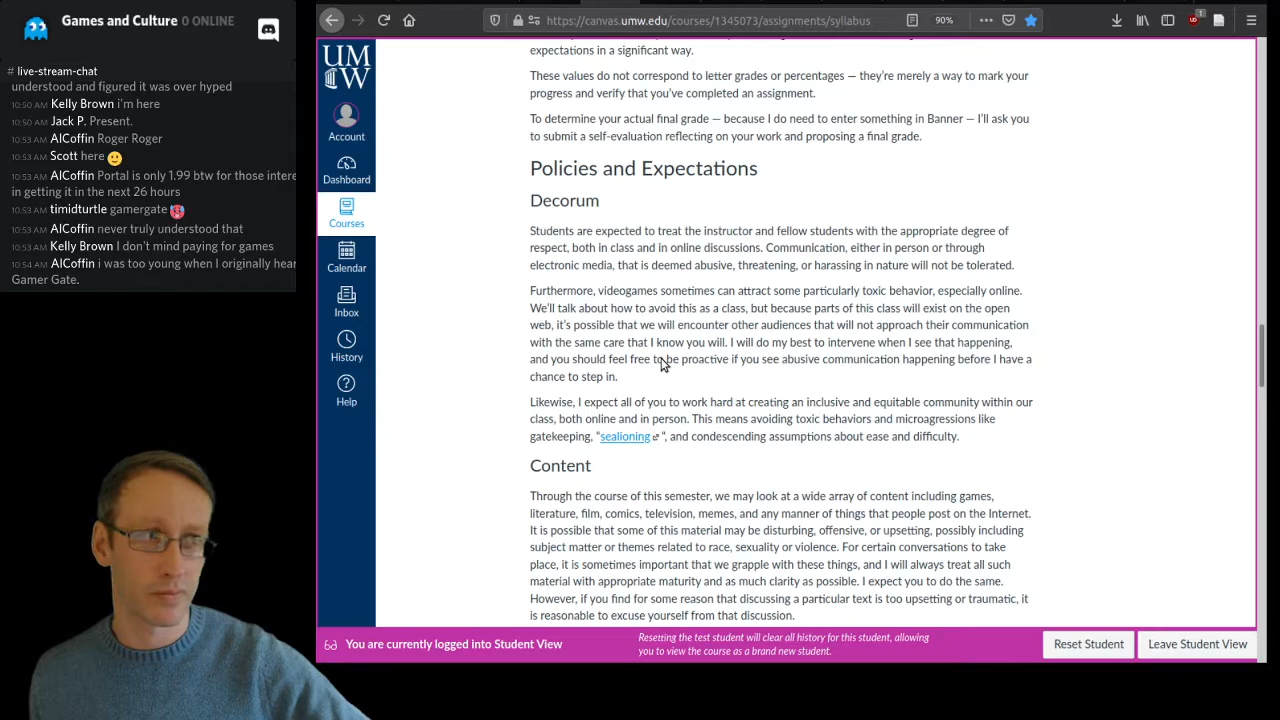 Games and Culture 0 ONLINE
# live-stream-chat
understood and figured it was over hyped
10:50 AM Kelly Brown i'm here
10:50 AM Jack P. Present.
10:53 AM AlCoffin Roger Roger
10:53 AM Scott here 🙂
10:53 AM AlCoffin Portal is only 1.99 btw for those intere
in getting it in the next 26 hours
10:53 AM timidturtle gamergate
10:53 AM AlCoffin never truly understood that
10:53 AM Kelly Brown I don't mind paying for games
10:54 AM AlCoffin i was too young when I originally hear
Gamer Gate.
https://canvas.umw.edu/courses/1345073/assignments/syllabus
90%
UMW
Account
Dashboard
Courses
Calendar
Inbox
History
Help
expectations in a significant way.
These values do not correspond to letter grades or percentages — they're merely a way to mark your
progress and verify that you've completed an assignment.
To determine your actual final grade — because I do need to enter something in Banner — I'll ask you
to submit a self-evaluation reflecting on your work and proposing a final grade.
Policies and Expectations
Decorum
Students are expected to treat the instructor and fellow students with the appropriate degree of
respect, both in class and in online discussions. Communication, either in person or through
electronic media, that is deemed abusive, threatening, or harassing in nature will not be tolerated.
Furthermore, videogames sometimes can attract some particularly toxic behavior, especially online.
We'll talk about how to avoid this as a class, but because parts of this class will exist on the open
web, it's possible that we will encounter other audiences that will not approach their communication
with the same care that I know you will. I will do my best to intervene when I see that happening,
and you should feel free to be proactive if you see abusive communication happening before I have a
chance to step in.
Likewise, I expect all of you to work hard at creating an inclusive and equitable community within our
class, both online and in person. This means avoiding toxic behaviors and microagressions like
gatekeeping, "sealioning", and condescending assumptions about ease and difficulty.
Content
Through the course of this semester, we may look at a wide array of content including games,
literature, film, comics, television, memes, and any manner of things that people post on the Internet.
It is possible that some of this material may be disturbing, offensive, or upsetting, possibly including
subject matter or themes related to race, sexuality or violence. For certain conversations to take
place, it is sometimes important that we grapple with these things, and I will always treat all such
material with appropriate maturity and as much clarity as possible. I expect you to do the same.
However, if you find for some reason that discussing a particular text is too upsetting or traumatic, it
is reasonable to excuse yourself from that discussion.
You are currently logged into Student View
Resetting the test student will clear all history for this student, allowing
you to view the course as a brand new student.
Reset Student
Leave Student View